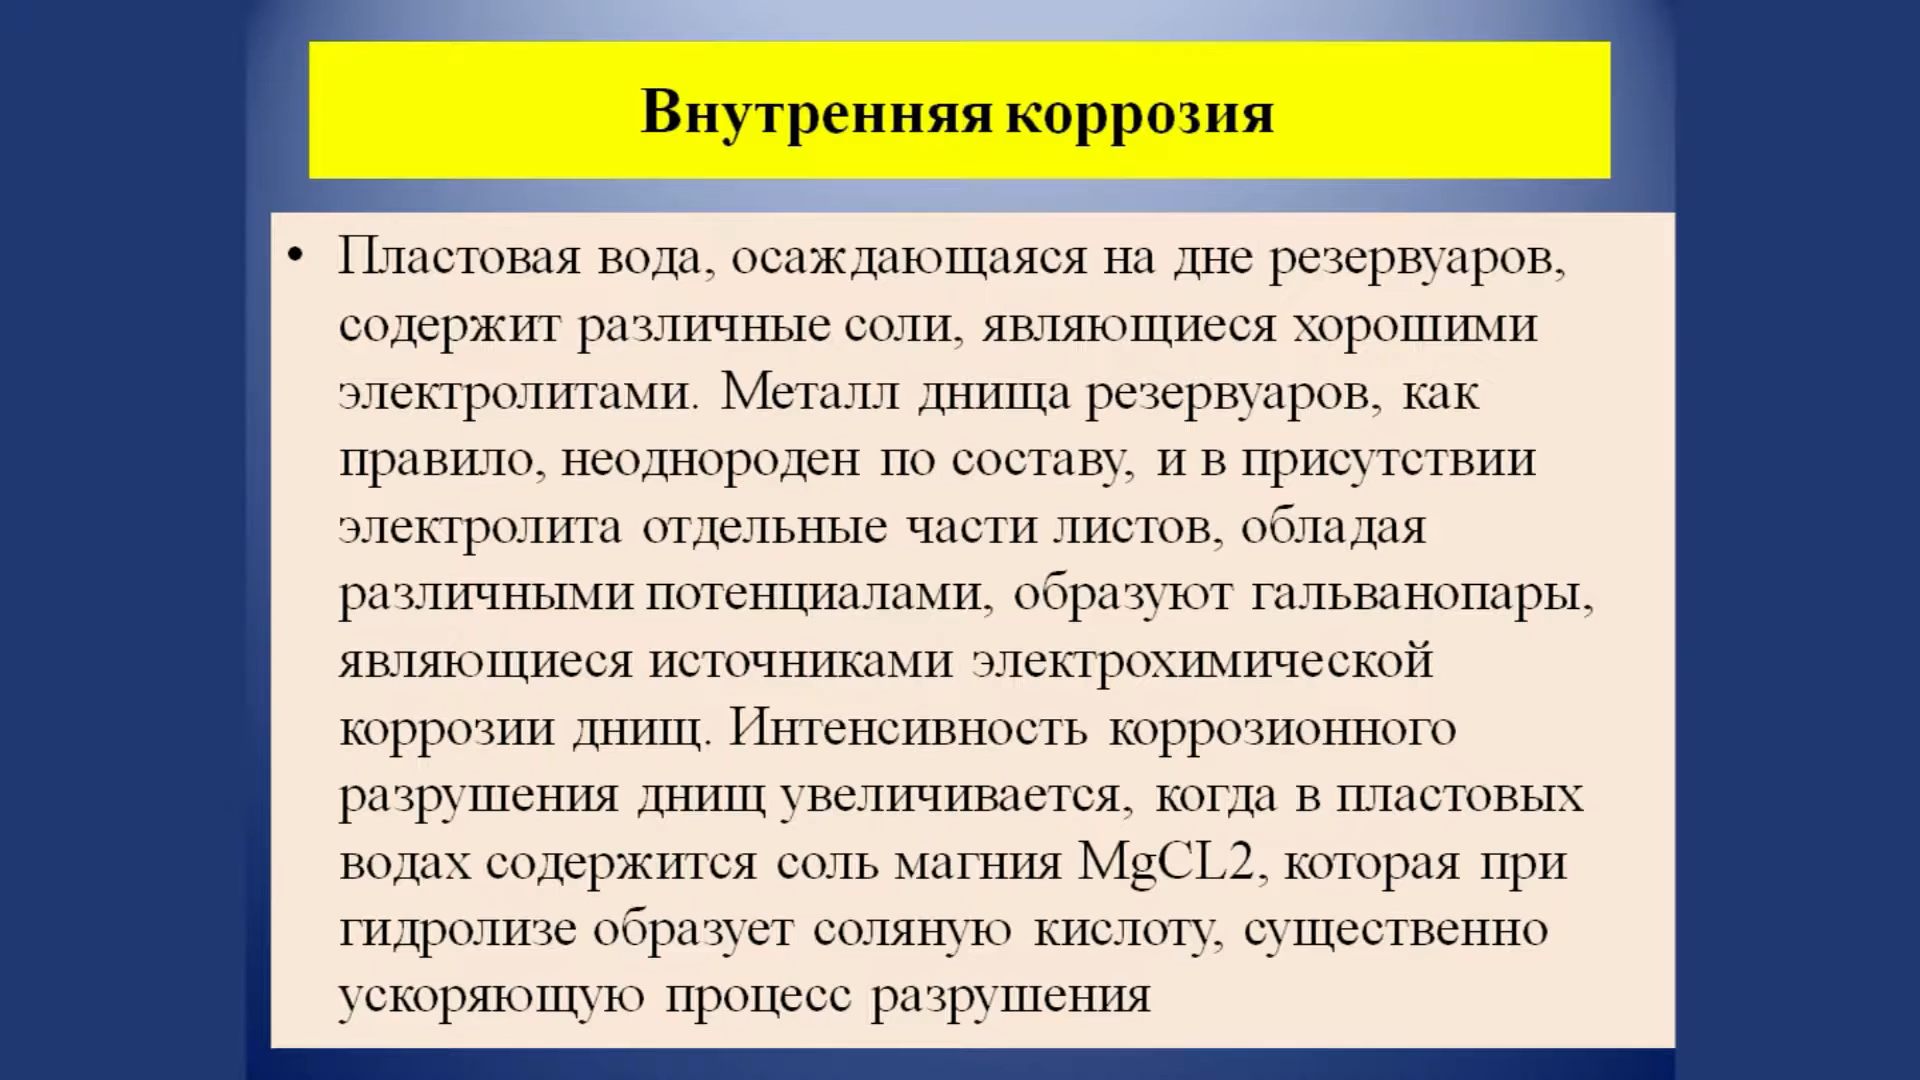 Внутренняя коррозия
• Пластовая вода, осаждающаяся на дне резервуаров,
содержит различные соли, являющиеся хорошими
электролитами. Металл днища резервуаров, как
правило, неоднороден по составу, и в присутствии
электролита отдельные части листов, обладая
различными потенциалами, образуют гальванопары,
являющиеся источниками электрохимической
коррозии днищ. Интенсивность коррозионного
разрушения днищ увеличивается, когда в пластовых
водах содержится соль магния MgCL2, которая при
гидролизе образует соляную кислоту, существенно
ускоряющую процесс разрушения